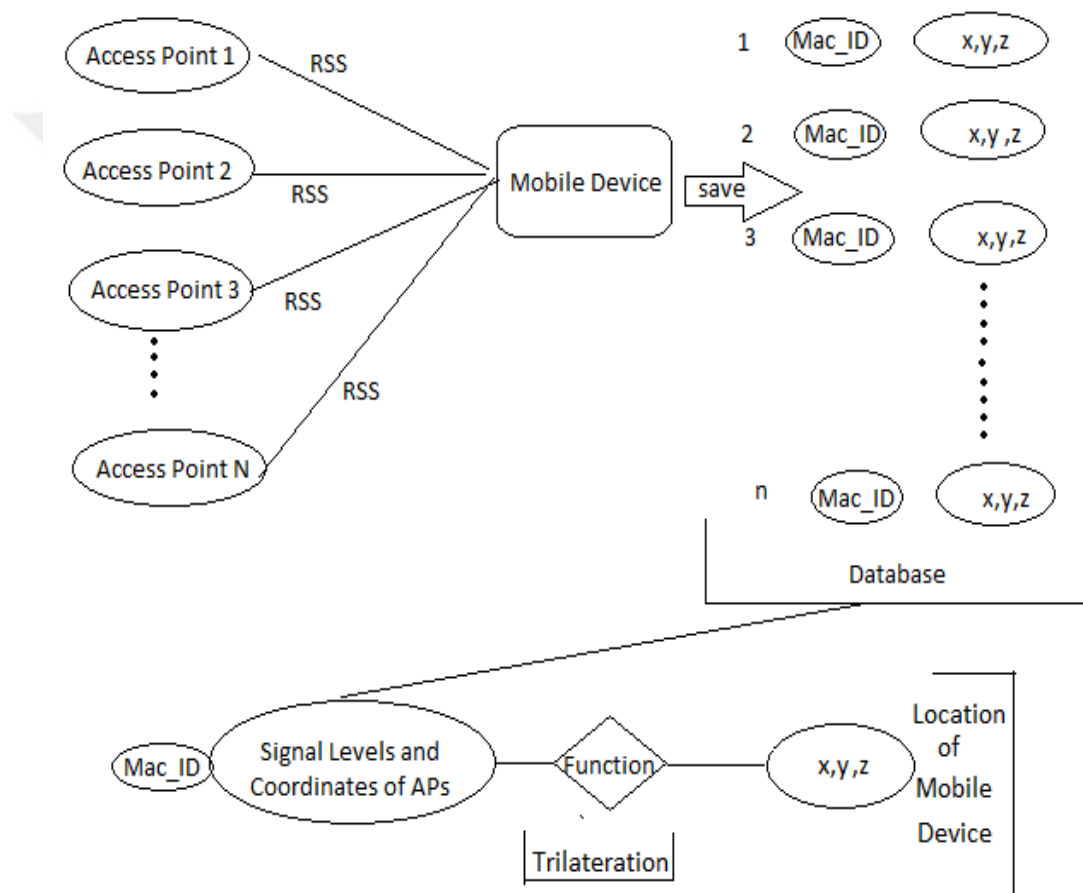 Access Point 1
RSS
Access Point 2
RSS
Access Point 3
RSS
RSS
Access Point N
Mobile Device
save
1 Mac_ID x,y,z
2 Mac_ID x,y ,z
3 Mac_ID x,y,z
n Mac_ID x,y,z
Database
Mac_ID
Signal Levels and
Coordinates of APs
Function
Trilateration
x,y,z
Location
of
Mobile
Device